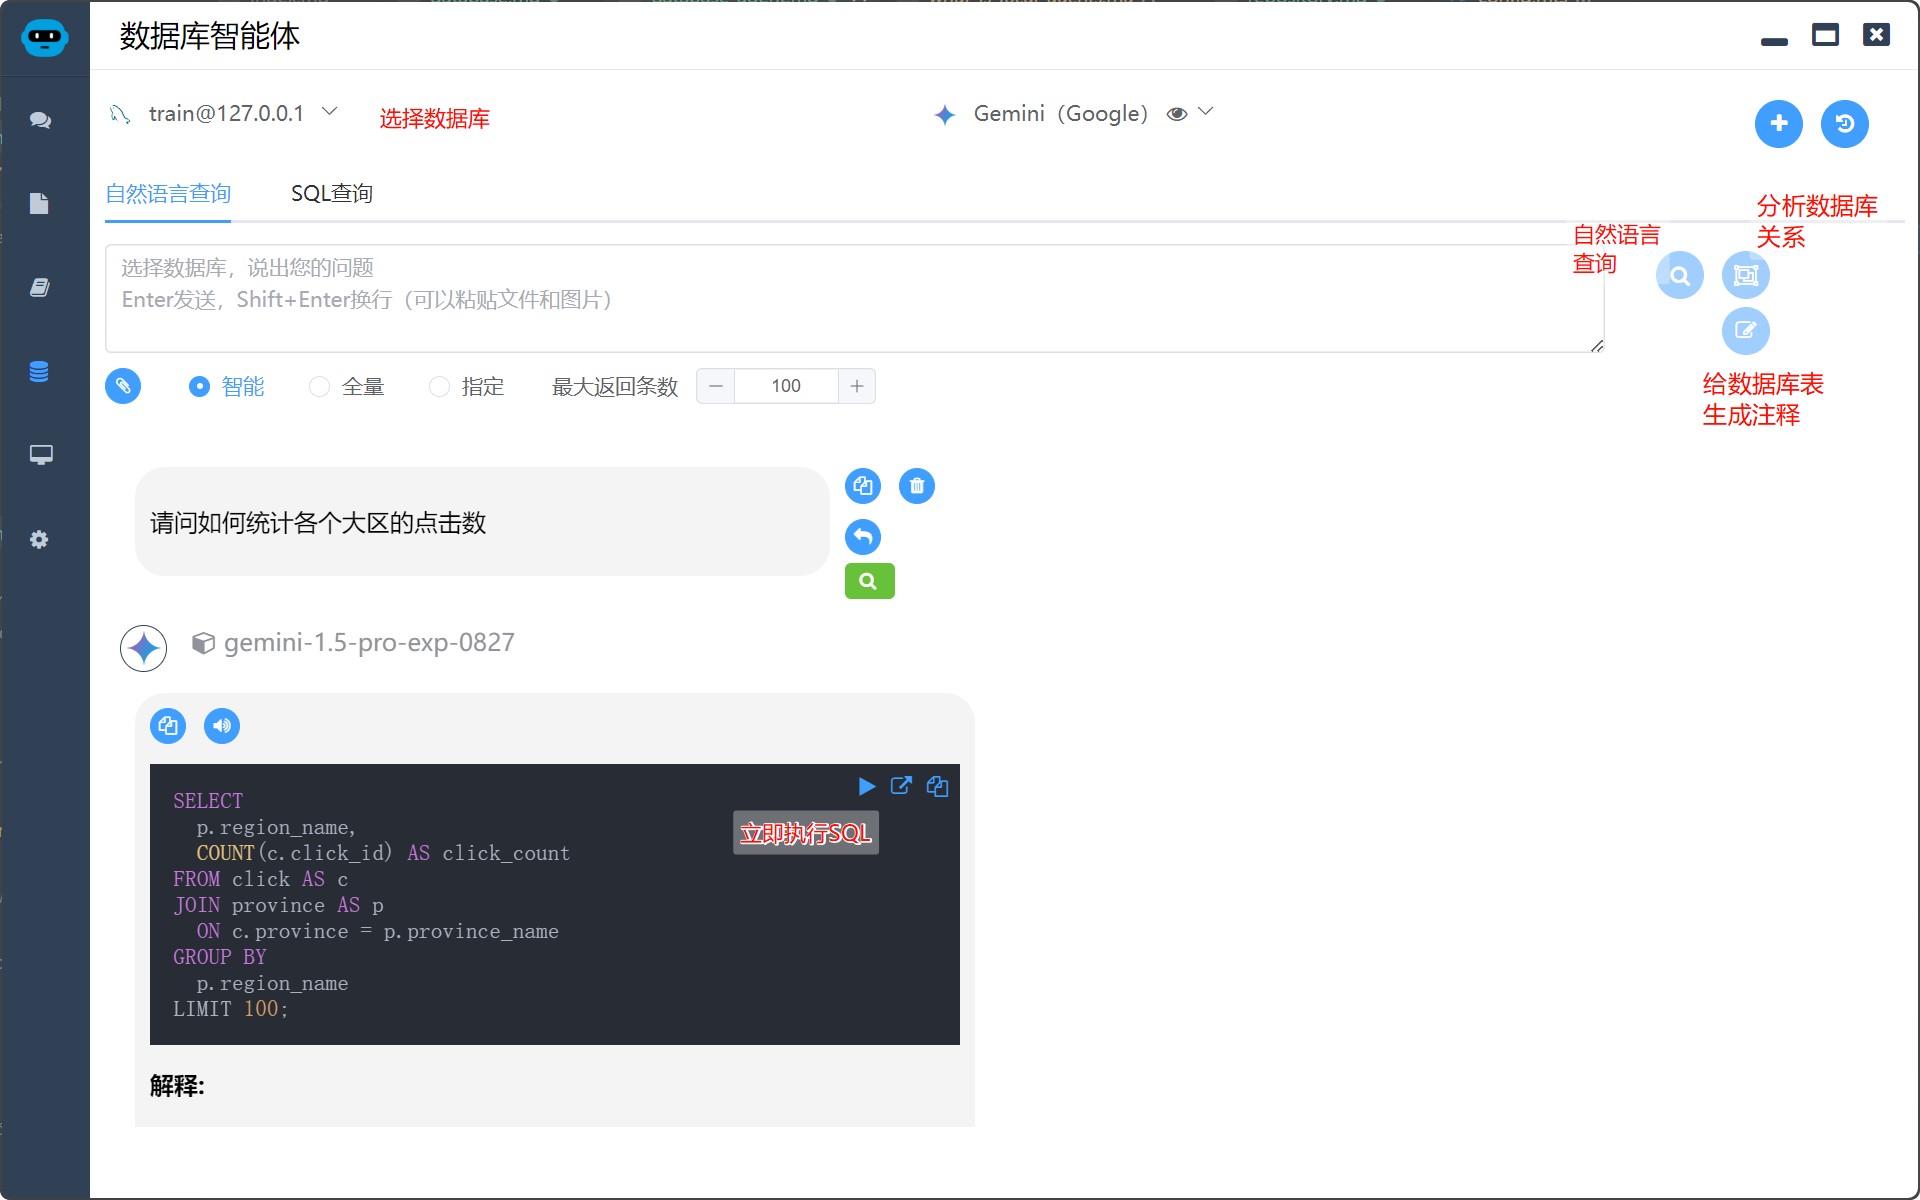 数据库智能体
train@127.0.0.1
选择数据库
Gemini（Google）
自然语言查询
SQL查询
分析数据库
关系
自然语言
查询
选择数据库，说出您的问题
Enter发送，Shift+Enter换行（可以粘贴文件和图片）
给数据库表
生成注释
智能
全量
指定
最大返回条数
100
请问如何统计各个大区的点击数
gemini-1.5-pro-exp-0827
SELECT
p.region_name,
立即执行SQL
COUNT(c.click_id) AS click_count
FROM click AS c
JOIN province AS p
ON c.province = p.province_name
GROUP BY
p.region_name
LIMIT 100;
解释: